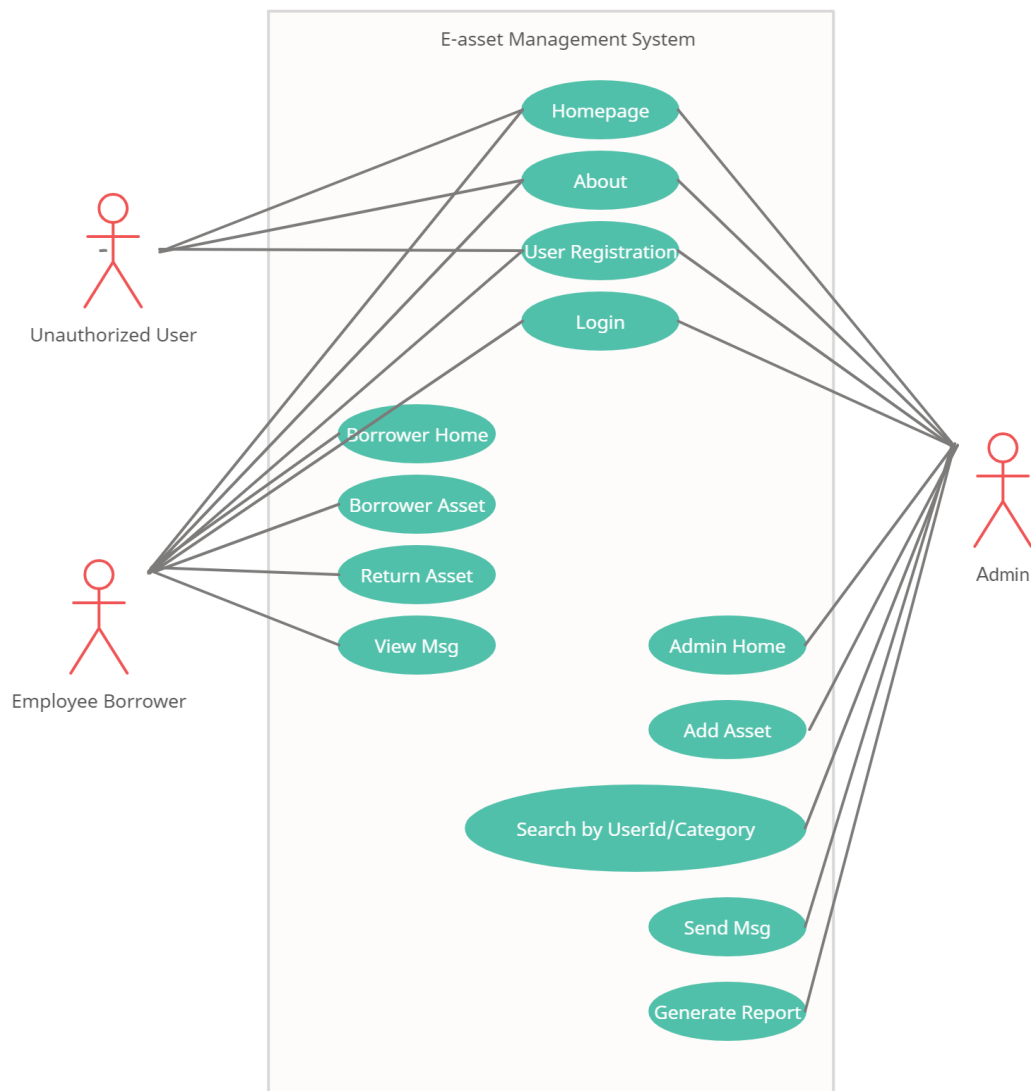 E-asset Management System
Homepage
About
User Registration
Login
Unauthorized User
Borrower Home
Borrower Asset
Return Asset
View Msg
Employee Borrower
Admin
Admin Home
Add Asset
Search by UserId/Category
Send Msg
Generate Report